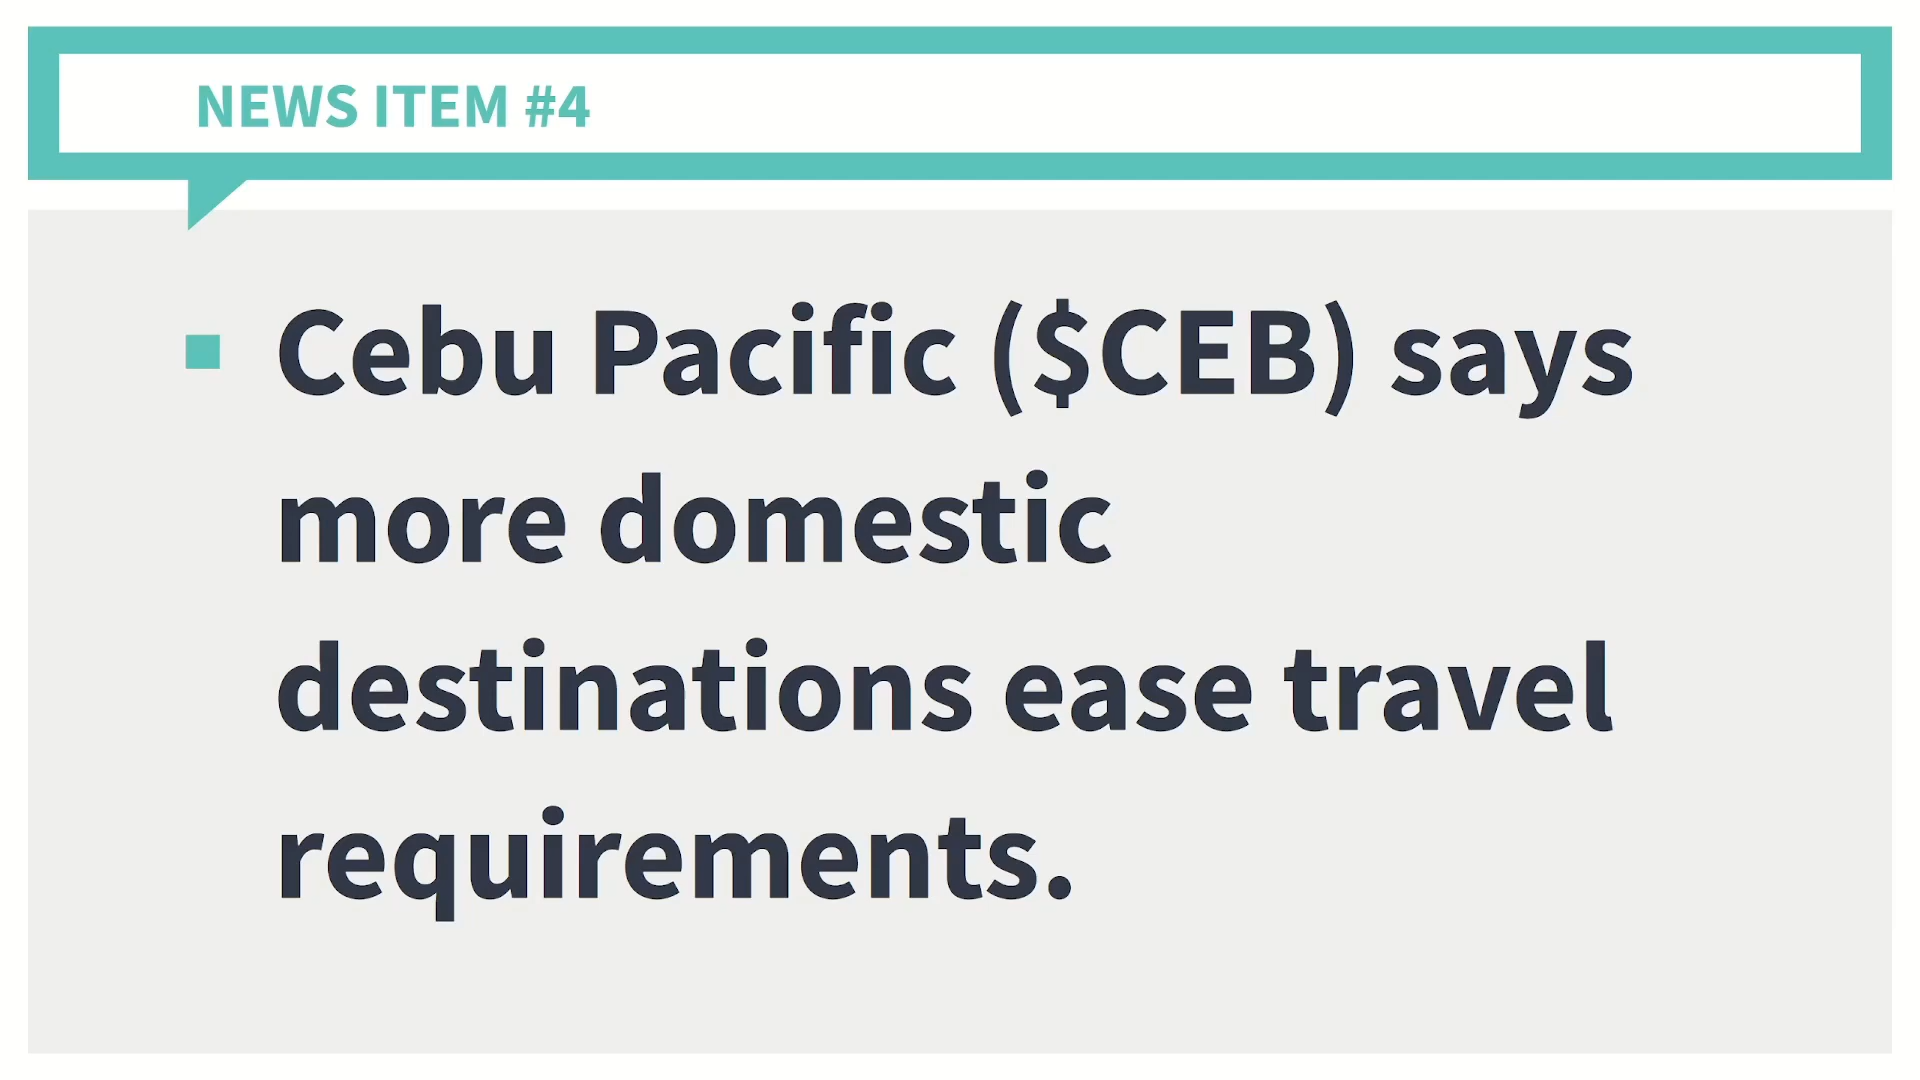 NEWS ITEM #4
Cebu Pacific ($CEB) says
more domestic
destinations ease travel
requirements.